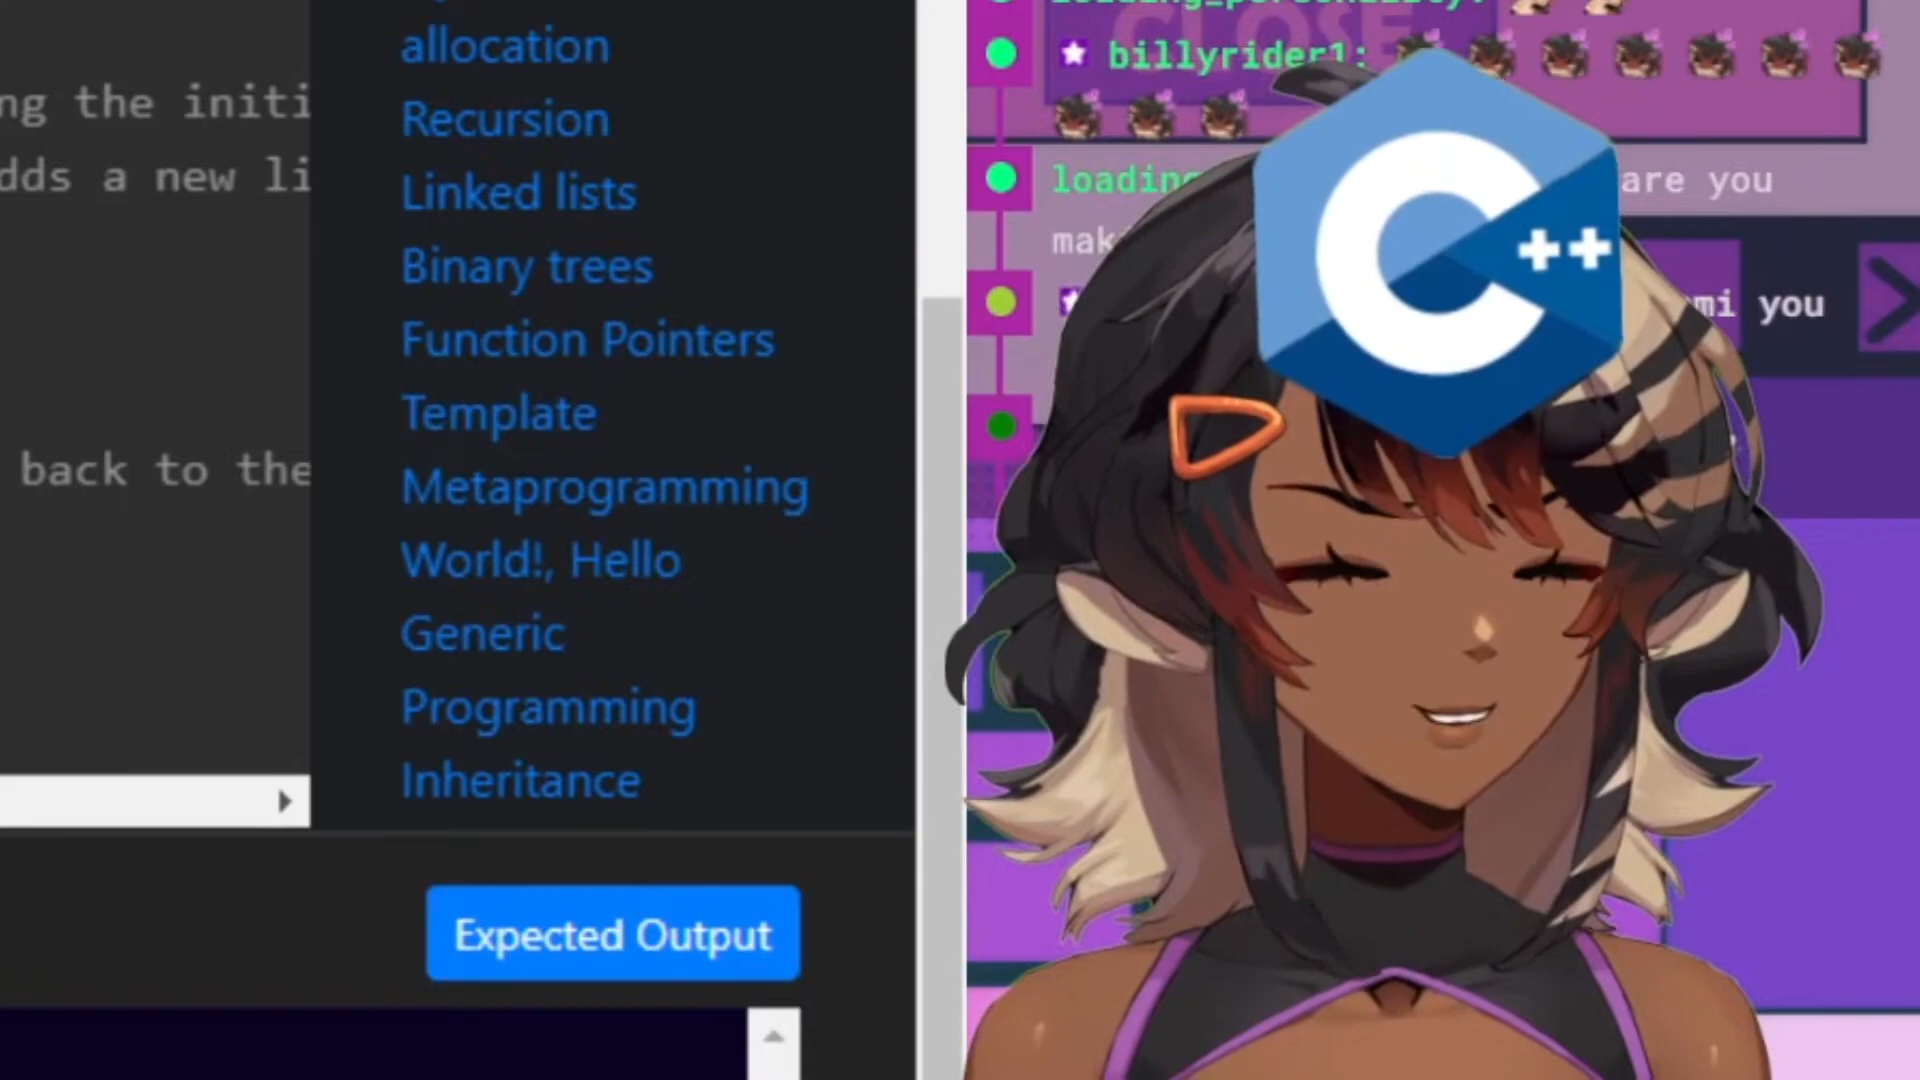 allocation
Recursion
Linked lists
Binary trees
Function Pointers
Template
Metaprogramming
World!, Hello
Generic
Programming
Inheritance
ng the initi
dds a new li
back to the
Expected Output
CLOSE
billyrider1:
are you
you
C++